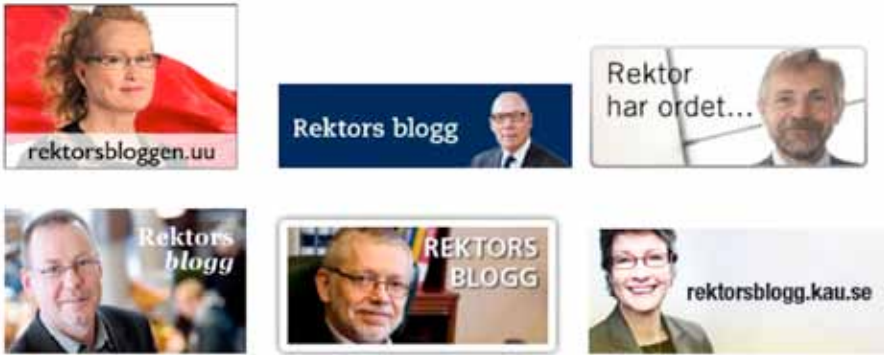 rektorsbloggen.uu
Rektors blogg
Rektor
har ordet...
Rektors
blogg
REKTORS
BLOGG
rektorsblogg.kau.se